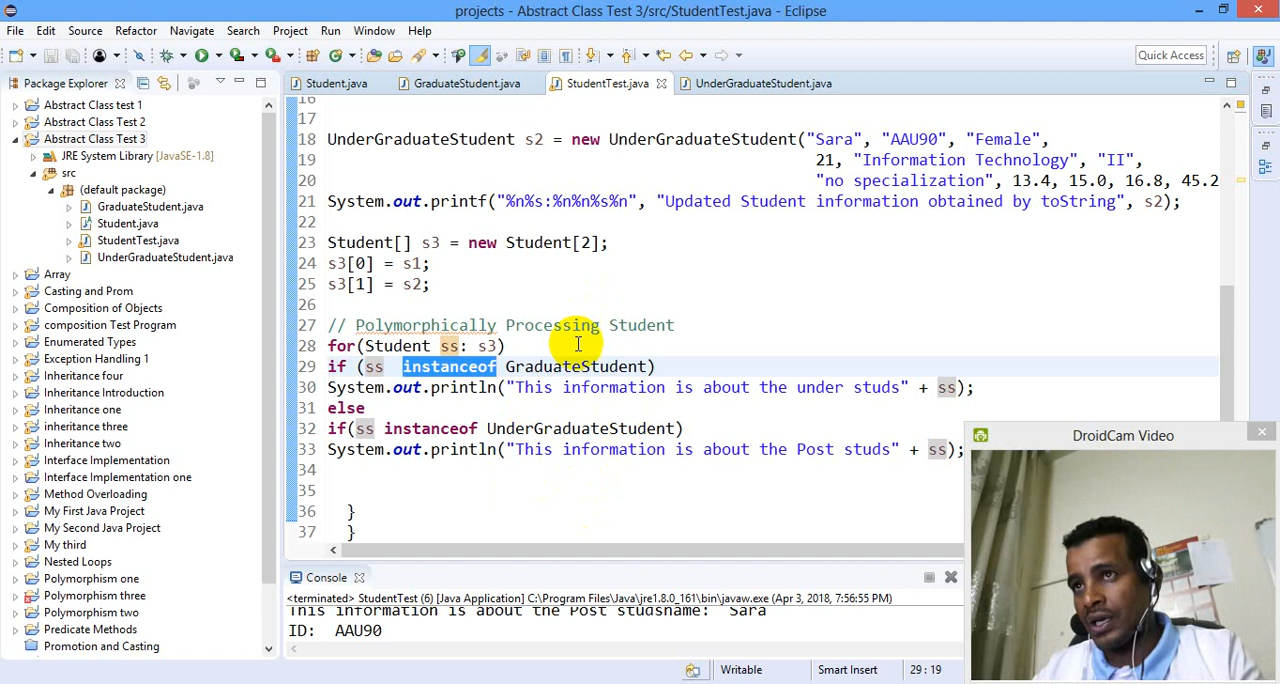 projects - Abstract Class Test 3/src/StudentTest.java - Eclipse
File Edit Source Refactor Navigate Search Project Run Window Help
Quick Access
Package Explorer
Student.java GraduateStudent.java StudentTest.java UnderGraduateStudent.java
Abstract Class test 1
Abstract Class Test 2
Abstract Class Test 3
JRE System Library [JavaSE-1.8]
src
(default package)
GraduateStudent.java
Student.java
StudentTest.java
UnderGraduateStudent.java
Array
Casting and Prom
Composition of Objects
composition Test Program
Enumerated Types
Exception Handling 1
Inheritance four
Inheritance Introduction
Inheritance one
inheritance three
Inheritance two
Interface Implementation
Interface Implementation one
Method Overloading
My First Java Project
My Second Java Project
My third
Nested Loops
Polymorphism one
Polymorphism three
Polymorphism two
Predicate Methods
Promotion and Casting
16
17
18 UnderGraduateStudent s2 = new UnderGraduateStudent("Sara", "AAU90", "Female",
19 21, "Information Technology", "II",
20 "no specialization", 13.4, 15.0, 16.8, 45.2
21 System.out.printf("%n%s:%n%n%s%n", "Updated Student information obtained by toString", s2);
22
23 Student[] s3 = new Student[2];
24 s3[0] = s1;
25 s3[1] = s2;
26
27 // Polymorphically Processing Student
28 for(Student ss: s3)
29 if (ss  instanceof GraduateStudent)
30 System.out.println("This information is about the under studs" + ss);
31 else
32 if(ss instanceof UnderGraduateStudent)
33 System.out.println("This information is about the Post studs" + ss);
34
35
36 }
37 }
Console
<terminated> StudentTest (6) [Java Application] C:\Program Files\Java\jre1.8.0_161\bin\javaw.exe (Apr 3, 2018, 7:56:55 PM)
This information is about the Post studsname:  Sara
ID:  AAU90
Writable Smart Insert 29 : 19
DroidCam Video